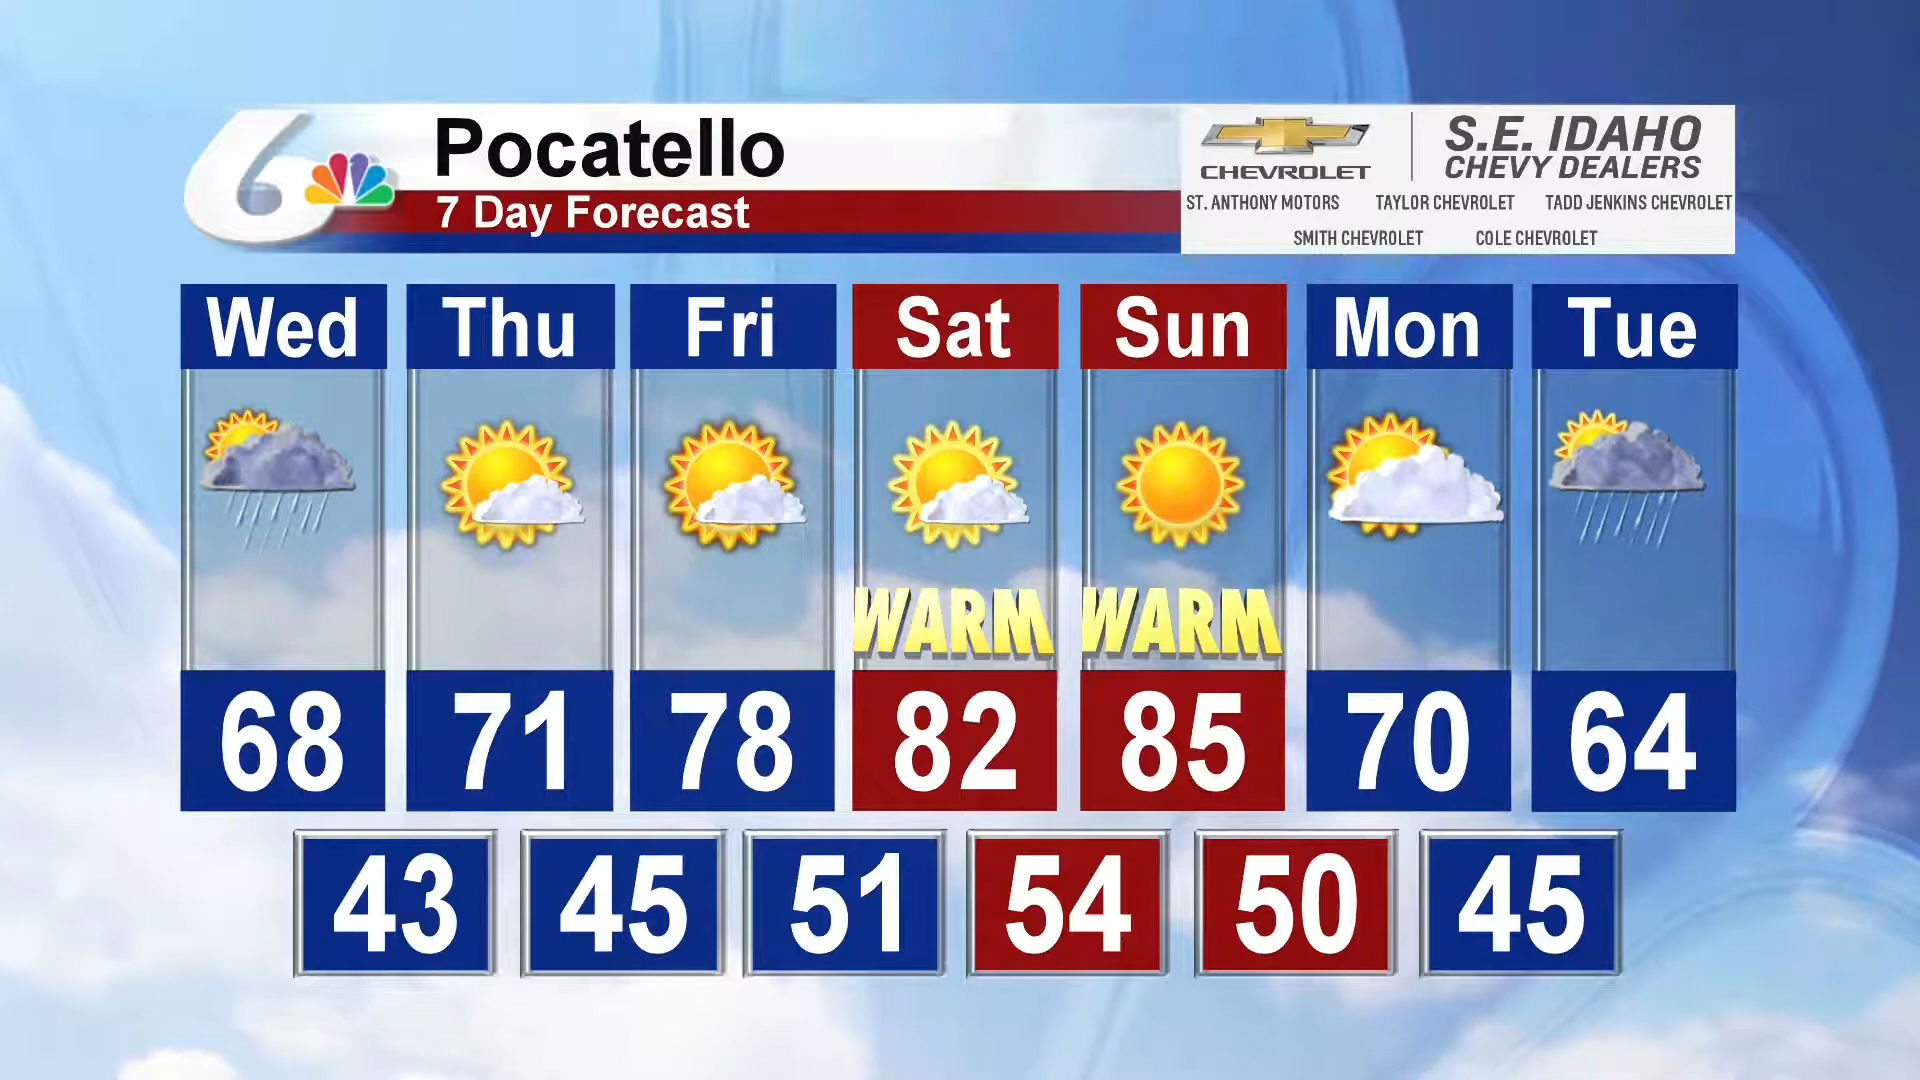 6
Pocatello
7 Day Forecast
CHEVROLET
S.E. IDAHO
CHEVY DEALERS
ST. ANTHONY MOTORS TAYLOR CHEVROLET TADD JENKINS CHEVROLET
SMITH CHEVROLET COLE CHEVROLET
Wed Thu Fri Sat Sun Mon Tue
WARM WARM
68 71 78 82 85 70 64
43 45 51 54 50 45